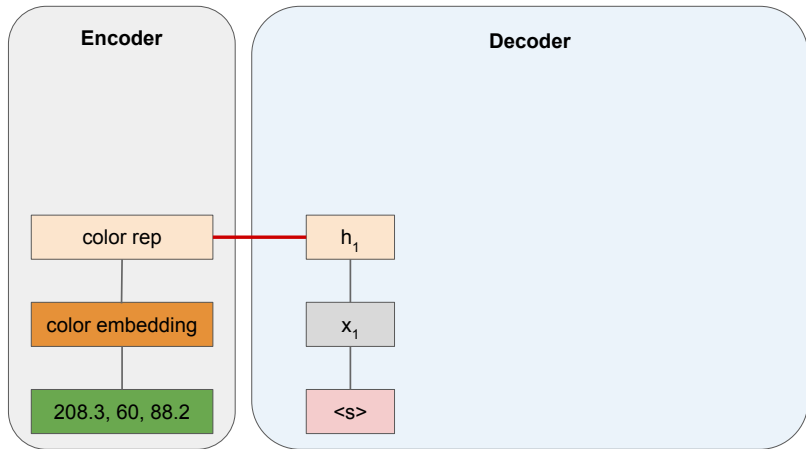 Encoder
Decoder
color rep
h₁
color embedding
x₁
208.3, 60, 88.2
<s>